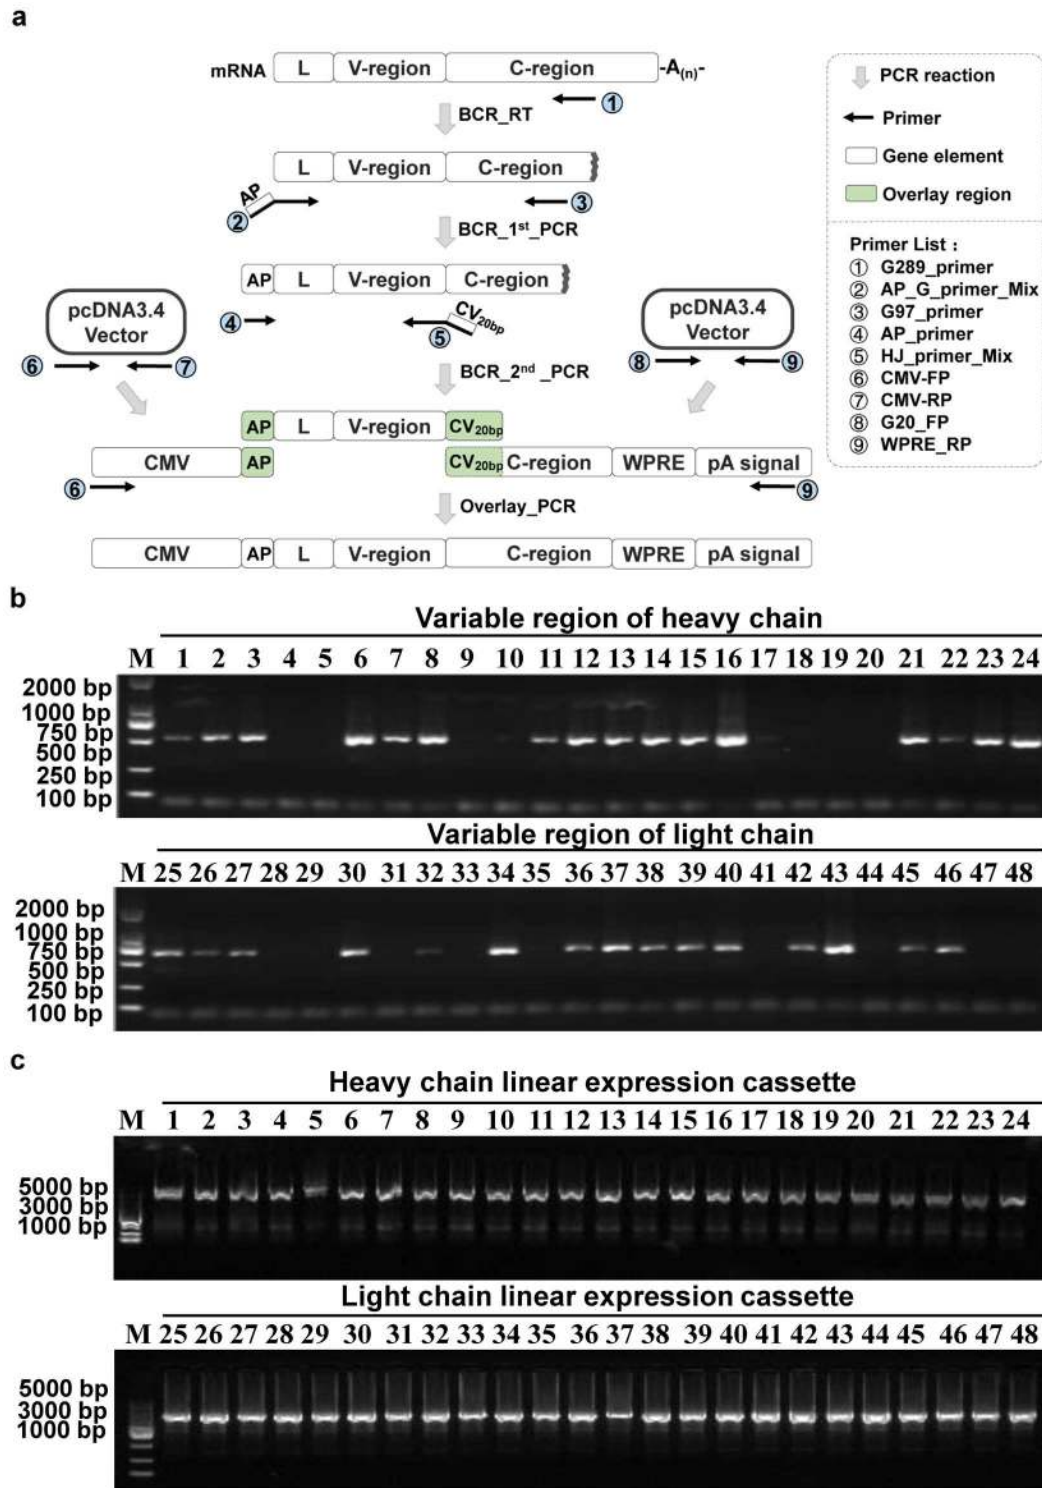 a
mRNA L V-region C-region -A(n)-
①
BCR_RT
L V-region C-region
AP
② ③
BCR_1st_PCR
AP L V-region C-region
④ CV20bp
⑤
pcDNA3.4
Vector
⑥ ⑦
pcDNA3.4
Vector
⑧ ⑨
BCR_2nd _PCR
AP L V-region CV20bp
CMV AP CV20bp C-region WPRE pA signal
⑥ ⑨
Overlay_PCR
CMV AP L V-region C-region WPRE pA signal
PCR reaction
Primer
Gene element
Overlay region
Primer List :
① G289_primer
② AP_G_primer_Mix
③ G97_primer
④ AP_primer
⑤ HJ_primer_Mix
⑥ CMV-FP
⑦ CMV-RP
⑧ G20_FP
⑨ WPRE_RP
b
Variable region of heavy chain
M 1 2 3 4 5 6 7 8 9 10 11 12 13 14 15 16 17 18 19 20 21 22 23 24
2000 bp
1000 bp
750 bp
500 bp
250 bp
100 bp
Variable region of light chain
M 25 26 27 28 29 30 31 32 33 34 35 36 37 38 39 40 41 42 43 44 45 46 47 48
2000 bp
1000 bp
750 bp
500 bp
250 bp
100 bp
c
Heavy chain linear expression cassette
M 1 2 3 4 5 6 7 8 9 10 11 12 13 14 15 16 17 18 19 20 21 22 23 24
5000 bp
3000 bp
1000 bp
Light chain linear expression cassette
M 25 26 27 28 29 30 31 32 33 34 35 36 37 38 39 40 41 42 43 44 45 46 47 48
5000 bp
3000 bp
1000 bp